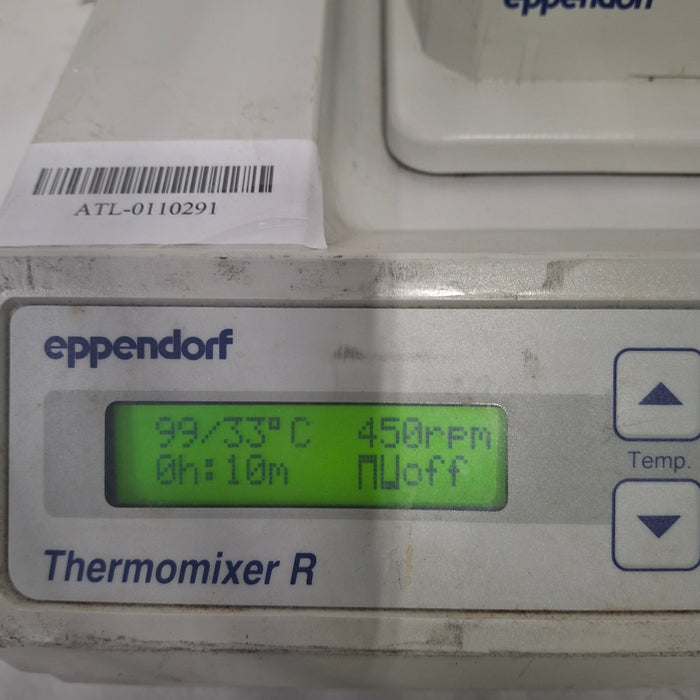 eppendorf
ATL-0110291
eppendorf
99/33°C 450rpm
0h:10m ⊓⊔off
Temp.
Thermomixer R